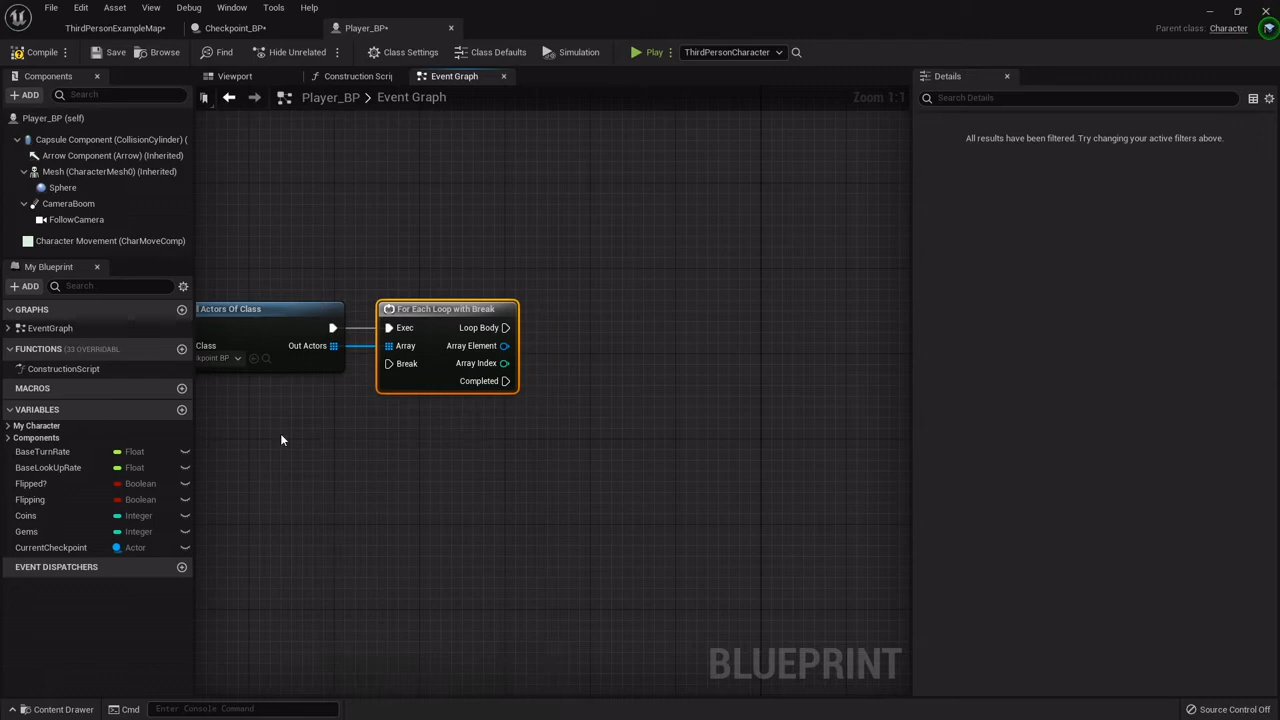 File Edit Asset View Debug Window Tools Help
ThirdPersonExampleMap•
Checkpoint_BP•
Player_BP•
Parent class: Character
Compile
Save
Browse
Find
Hide Unrelated
Class Settings
Class Defaults
Simulation
Play
ThirdPersonCharacter
Components
Viewport
Construction Scrip
Event Graph
Details
+ ADD
Search
Player_BP > Event Graph
Zoom 1:1
Search Details
Player_BP (self)
Capsule Component (CollisionCylinder) (
Arrow Component (Arrow) (Inherited)
Mesh (CharacterMesh0) (Inherited)
Sphere
CameraBoom
FollowCamera
Character Movement (CharMoveComp)
All results have been filtered. Try changing your active filters above.
My Blueprint
+ ADD
Search
GRAPHS
EventGraph
FUNCTIONS (33 OVERRIDABL
ConstructionScript
MACROS
VARIABLES
My Character
Components
BaseTurnRate Float
BaseLookUpRate Float
Flipped? Boolean
Flipping Boolean
Coins Integer
Gems Integer
CurrentCheckpoint Actor
EVENT DISPATCHERS
l Actors Of Class
Class
Out Actors
kpoint BP
For Each Loop with Break
Exec
Loop Body
Array
Array Element
Break
Array Index
Completed
BLUEPRINT
Content Drawer
Cmd
Enter Console Command
Source Control Off